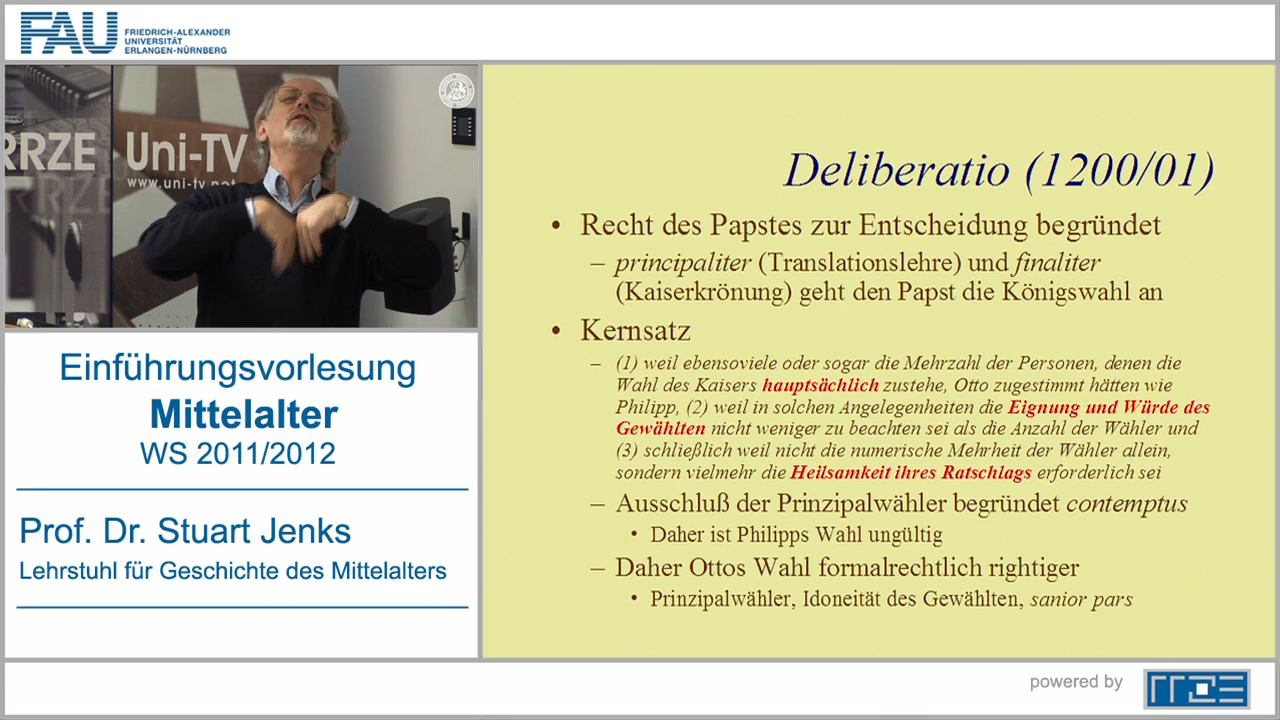 FAU
FRIEDRICH-ALEXANDER
UNIVERSITÄT
ERLANGEN-NÜRNBERG
RRZE
Uni-TV
Einführungsvorlesung
Mittelalter
WS 2011/2012
Prof. Dr. Stuart Jenks
Lehrstuhl für Geschichte des Mittelalters
Deliberatio (1200/01)
• Recht des Papstes zur Entscheidung begründet
– principaliter (Translationslehre) und finaliter
(Kaiserkrönung) geht den Papst die Königswahl an
• Kernsatz
– (1) weil ebensoviele oder sogar die Mehrzahl der Personen, denen die
Wahl des Kaisers hauptsächlich zustehe, Otto zugestimmt hätten wie
Philipp, (2) weil in solchen Angelegenheiten die Eignung und Würde des
Gewählten nicht weniger zu beachten sei als die Anzahl der Wähler und
(3) schließlich weil nicht die numerische Mehrheit der Wähler allein,
sondern vielmehr die Heilsamkeit ihres Ratschlags erforderlich sei
– Ausschluß der Prinzipalwähler begründet contemptus
• Daher ist Philipps Wahl ungültig
– Daher Ottos Wahl formalrechtlich rightiger
• Prinzipalwähler, Idoneität des Gewählten, sanior pars
powered by
rrze